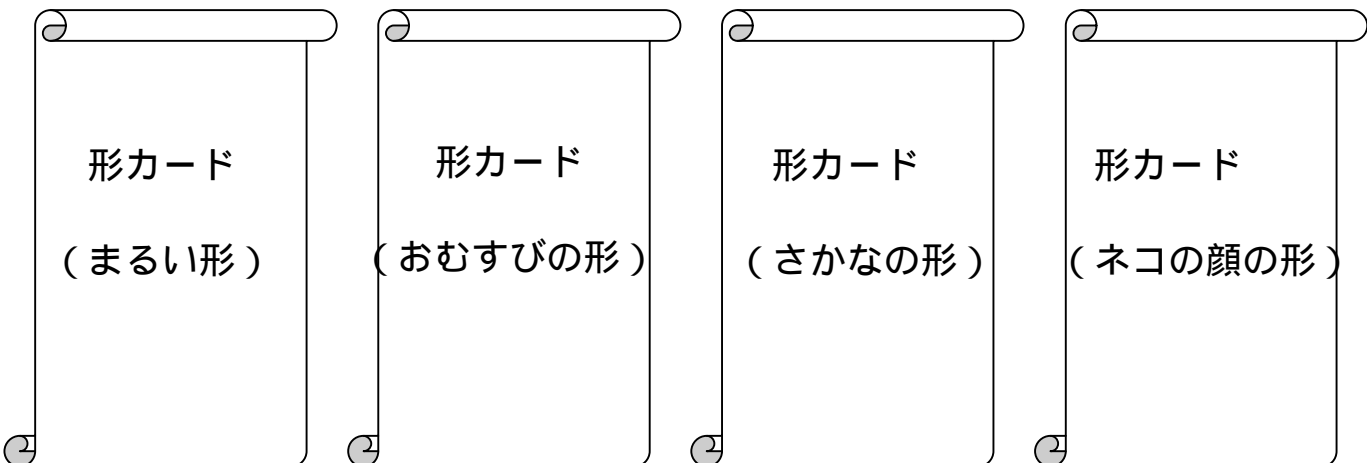 形カード
（まるい形）
形カード
（おむすびの形）
形カード
（さかなの形）
形カード
（ネコの顔の形）